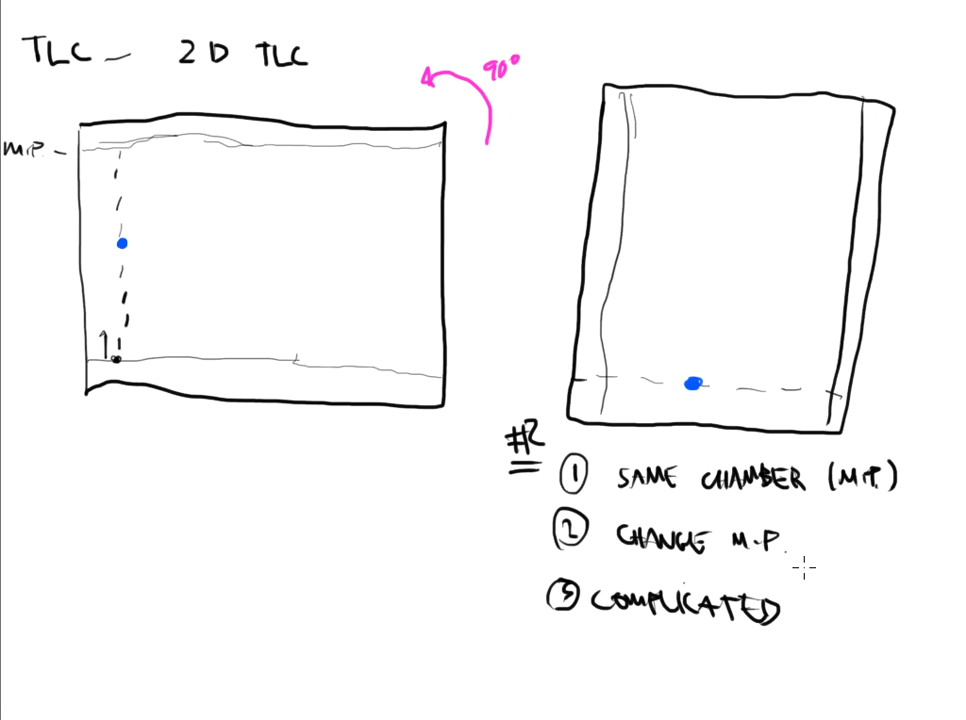 TLC - 2D TLC
90°
M.P. -
#2
① SAME CHAMBER (M.P.)
② CHANGE M.P.
③ COMPLICATED